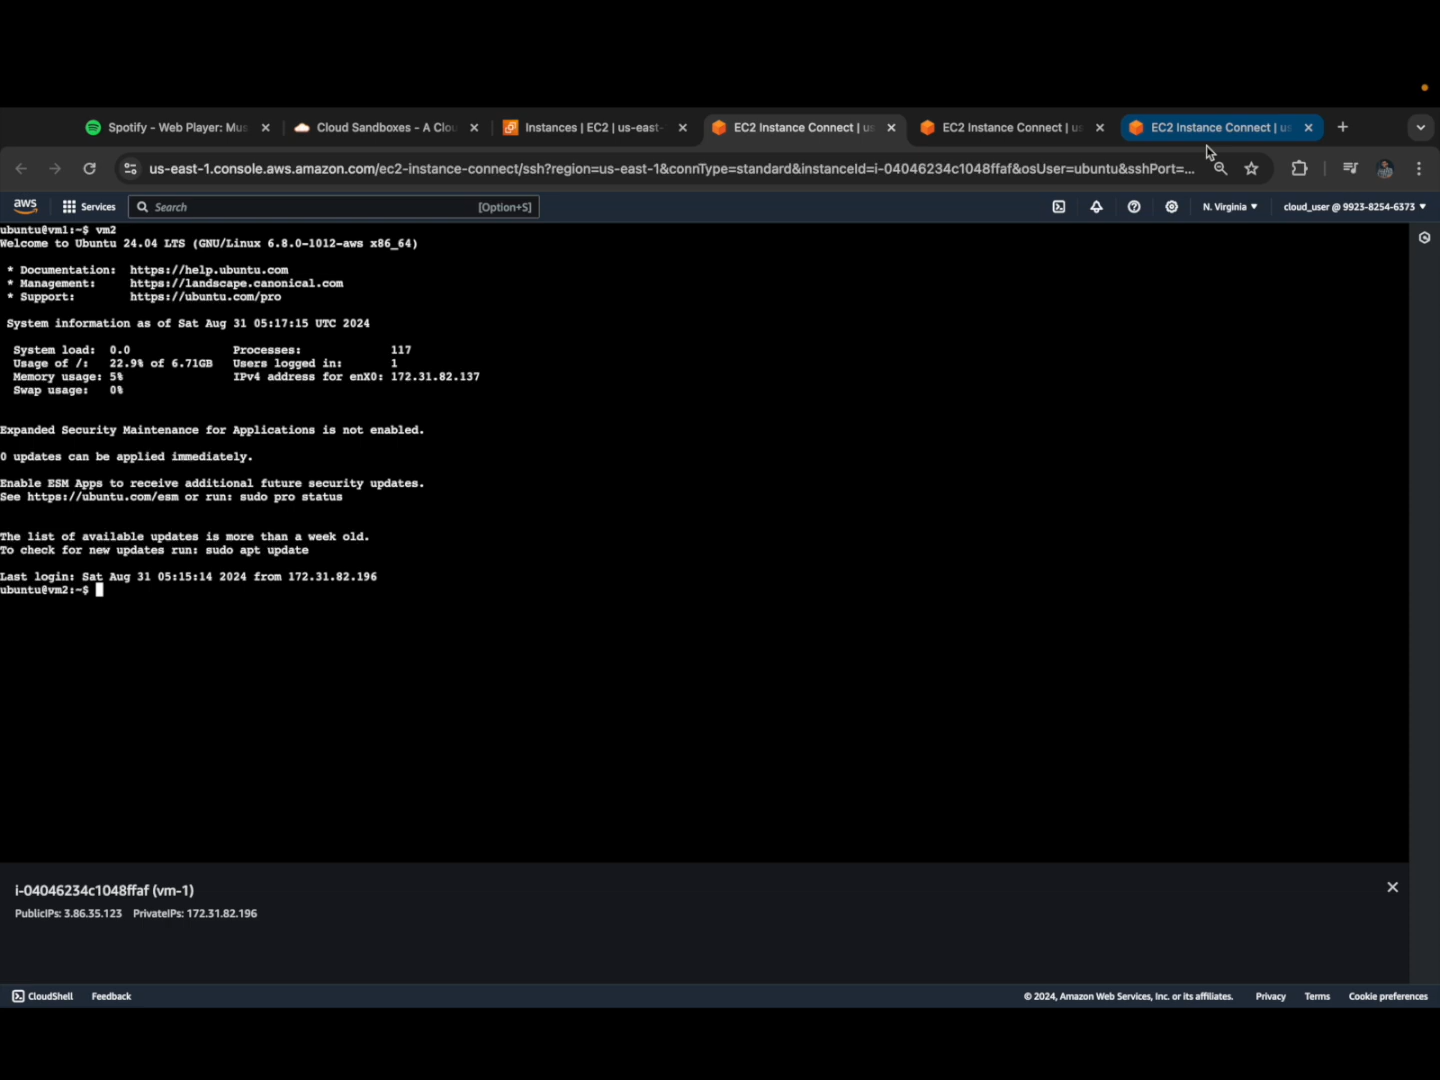 Spotify - Web Player: Mus
Cloud Sandboxes - A Clou
Instances | EC2 | us-east-
EC2 Instance Connect | us
EC2 Instance Connect | us
EC2 Instance Connect | us
us-east-1.console.aws.amazon.com/ec2-instance-connect/ssh?region=us-east-1&connType=standard&instanceId=i-04046234c1048ffaf&osUser=ubuntu&sshPort=...
aws
Services
Search
[Option+S]
N. Virginia
cloud_user @ 9923-8254-6373
ubuntu@vm1:~$ vm2
Welcome to Ubuntu 24.04 LTS (GNU/Linux 6.8.0-1012-aws x86_64)
* Documentation: https://help.ubuntu.com
* Management: https://landscape.canonical.com
* Support: https://ubuntu.com/pro
System information as of Sat Aug 31 05:17:15 UTC 2024
System load: 0.0 Processes: 117
Usage of /: 22.9% of 6.71GB Users logged in: 1
Memory usage: 5% IPv4 address for enX0: 172.31.82.137
Swap usage: 0%
Expanded Security Maintenance for Applications is not enabled.
0 updates can be applied immediately.
Enable ESM Apps to receive additional future security updates.
See https://ubuntu.com/esm or run: sudo pro status
The list of available updates is more than a week old.
To check for new updates run: sudo apt update
Last login: Sat Aug 31 05:15:14 2024 from 172.31.82.196
ubuntu@vm2:~$
i-04046234c1048ffaf (vm-1)
PublicIPs: 3.86.35.123 PrivateIPs: 172.31.82.196
CloudShell
Feedback
© 2024, Amazon Web Services, Inc. or its affiliates.
Privacy
Terms
Cookie preferences